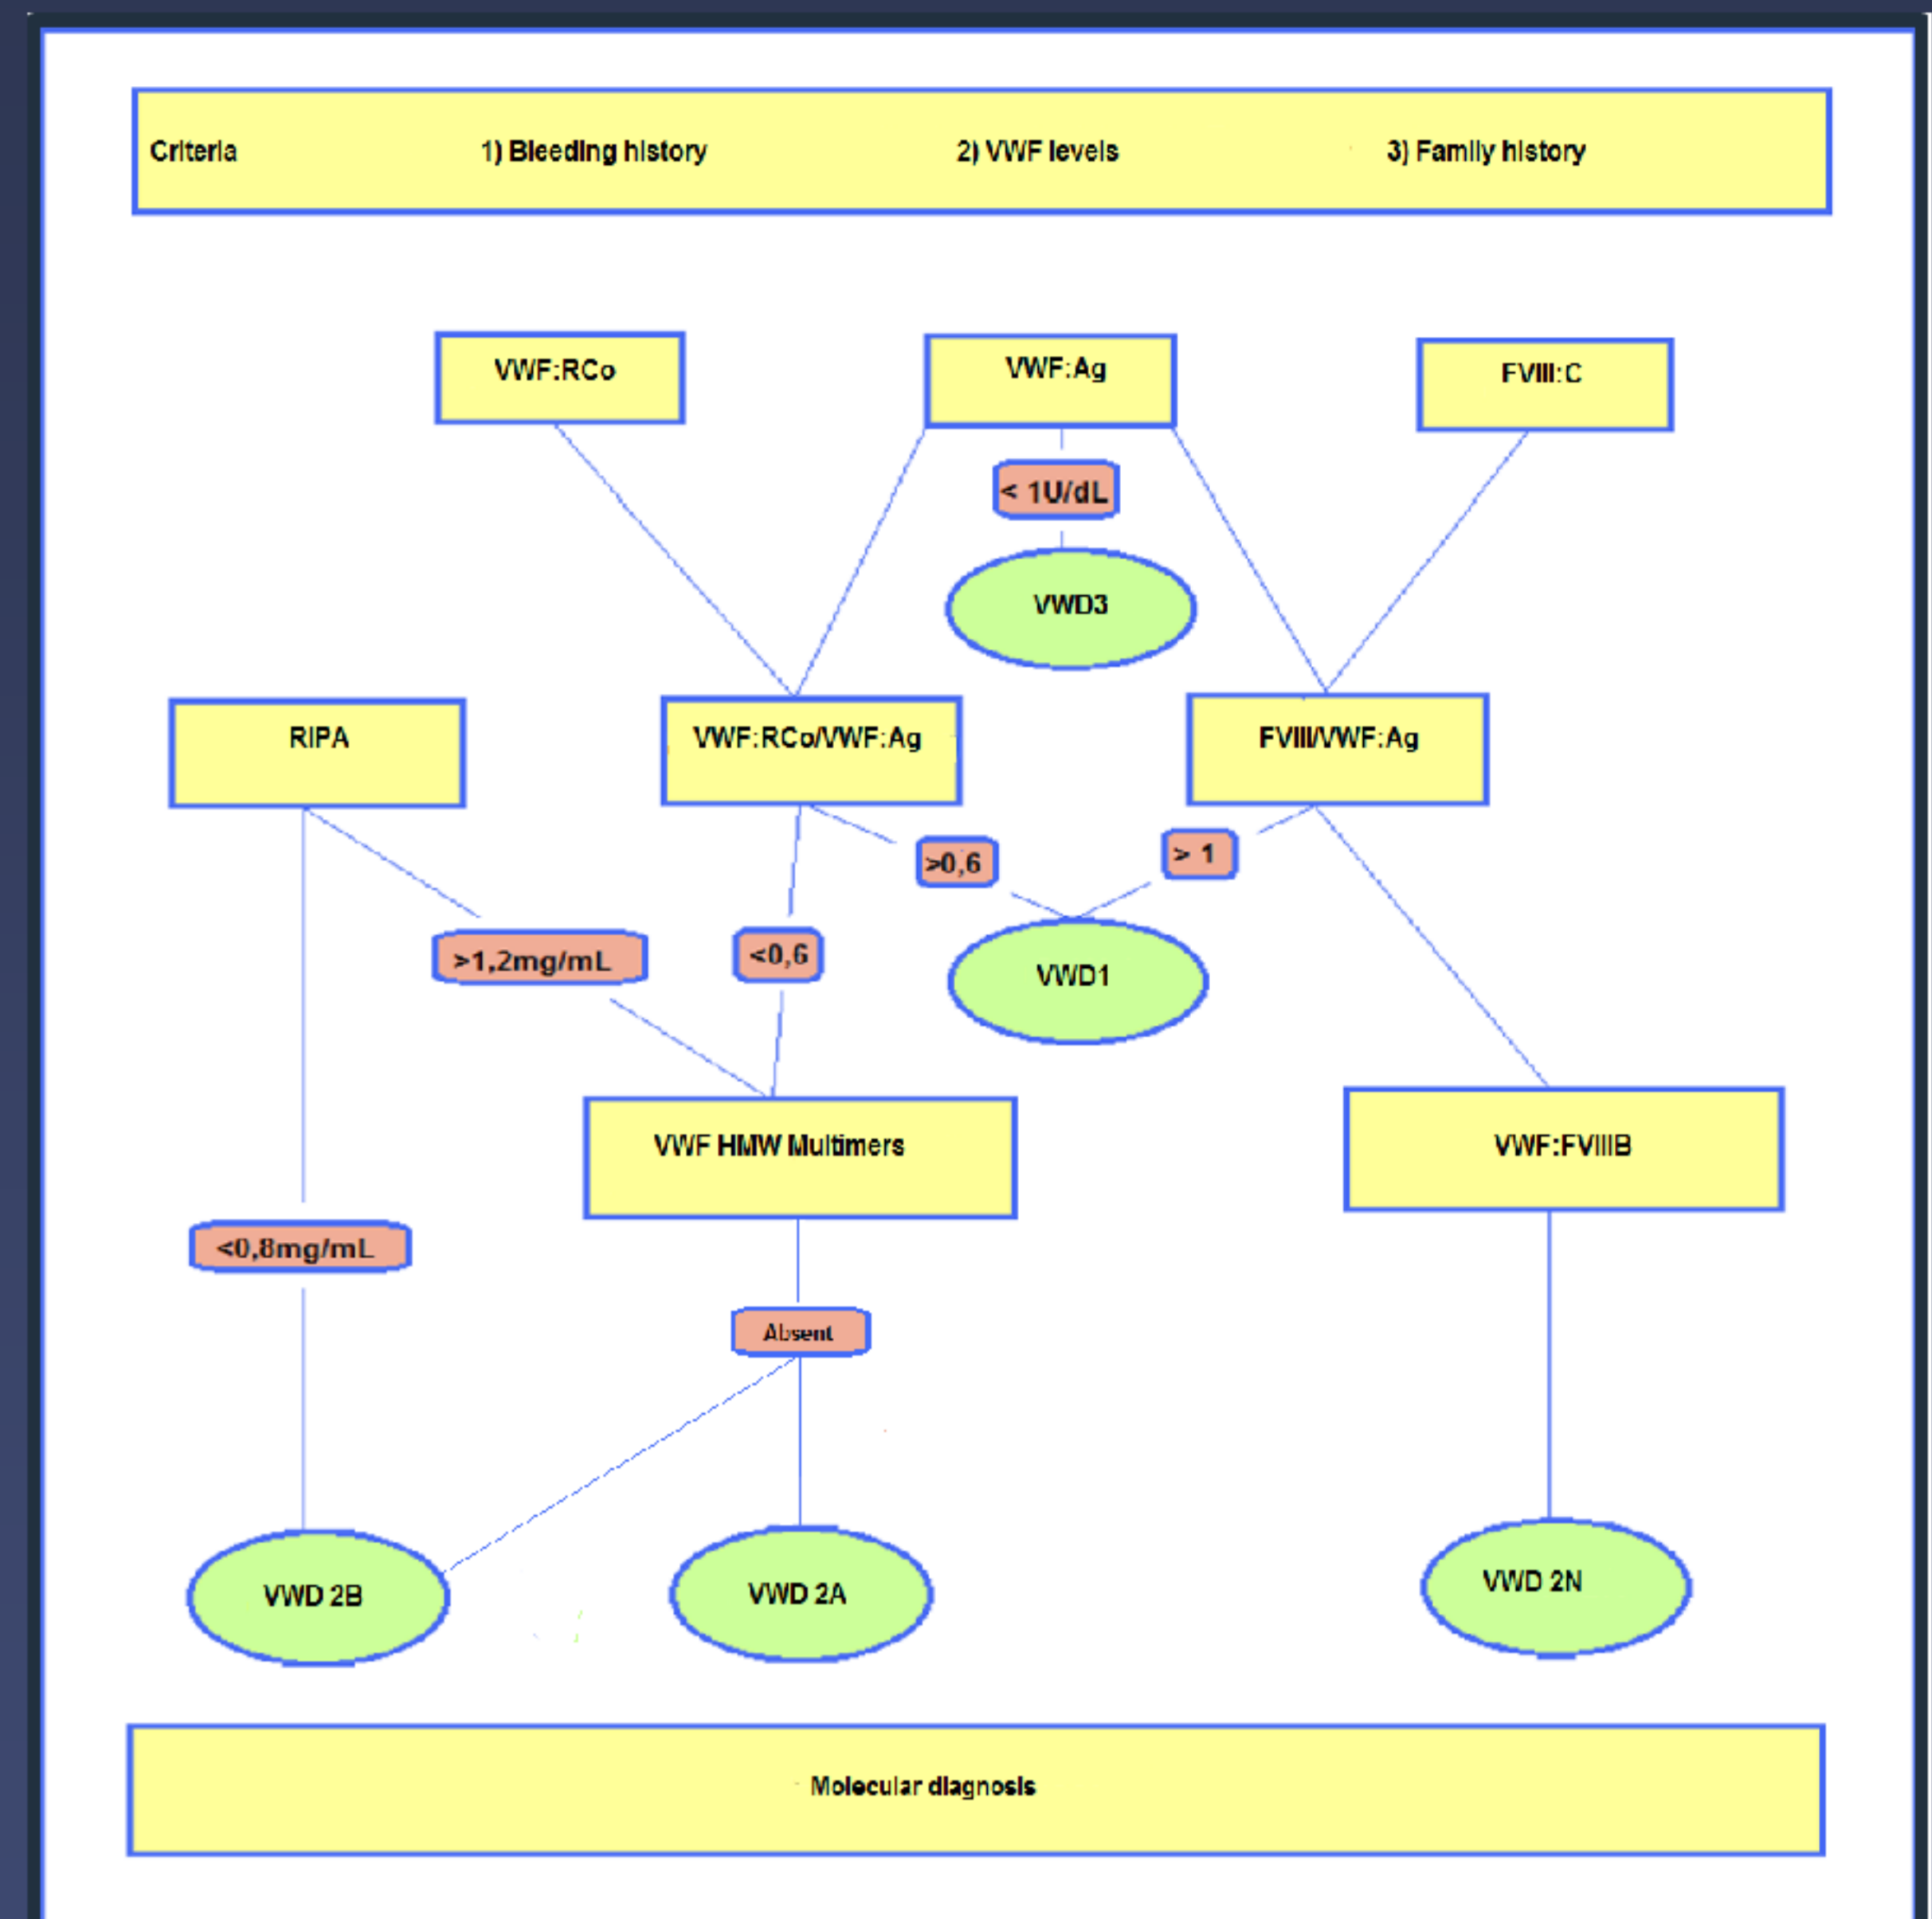 Criteria 1) Bleeding history 2) VWF levels 3) Family history
VWF:RCo VWF:Ag FVIII:C
< 1U/dL
VWD3
RIPA VWF:RCo/VWF:Ag FVIII/VWF:Ag
>0,6 > 1
>1,2mg/mL <0,6 VWD1
VWF HMW Multimers VWF:FVIIIB
<0,8mg/mL
Absent
VWD 2B VWD 2A VWD 2N
Molecular diagnosis